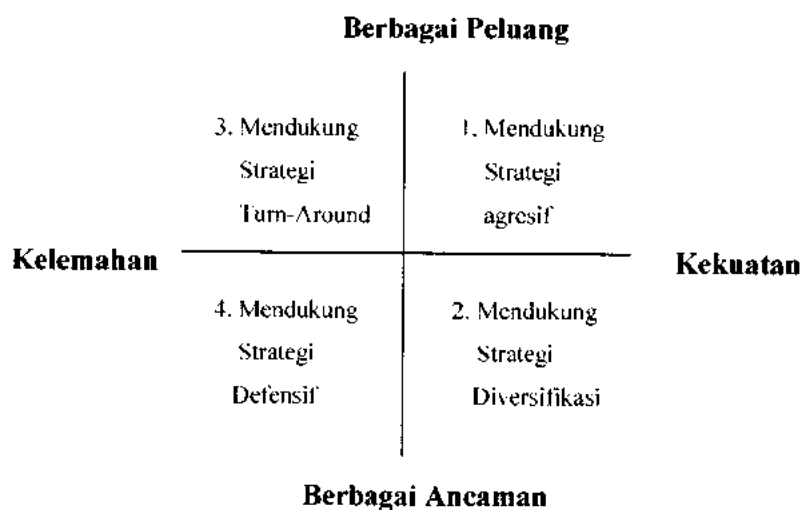 Berbagai Peluang
3. Mendukung
Strategi
Turn-Around
1. Mendukung
Strategi
agresif
Kelemahan
Kekuatan
4. Mendukung
Strategi
Defensif
2. Mendukung
Strategi
Diversifikasi
Berbagai Ancaman